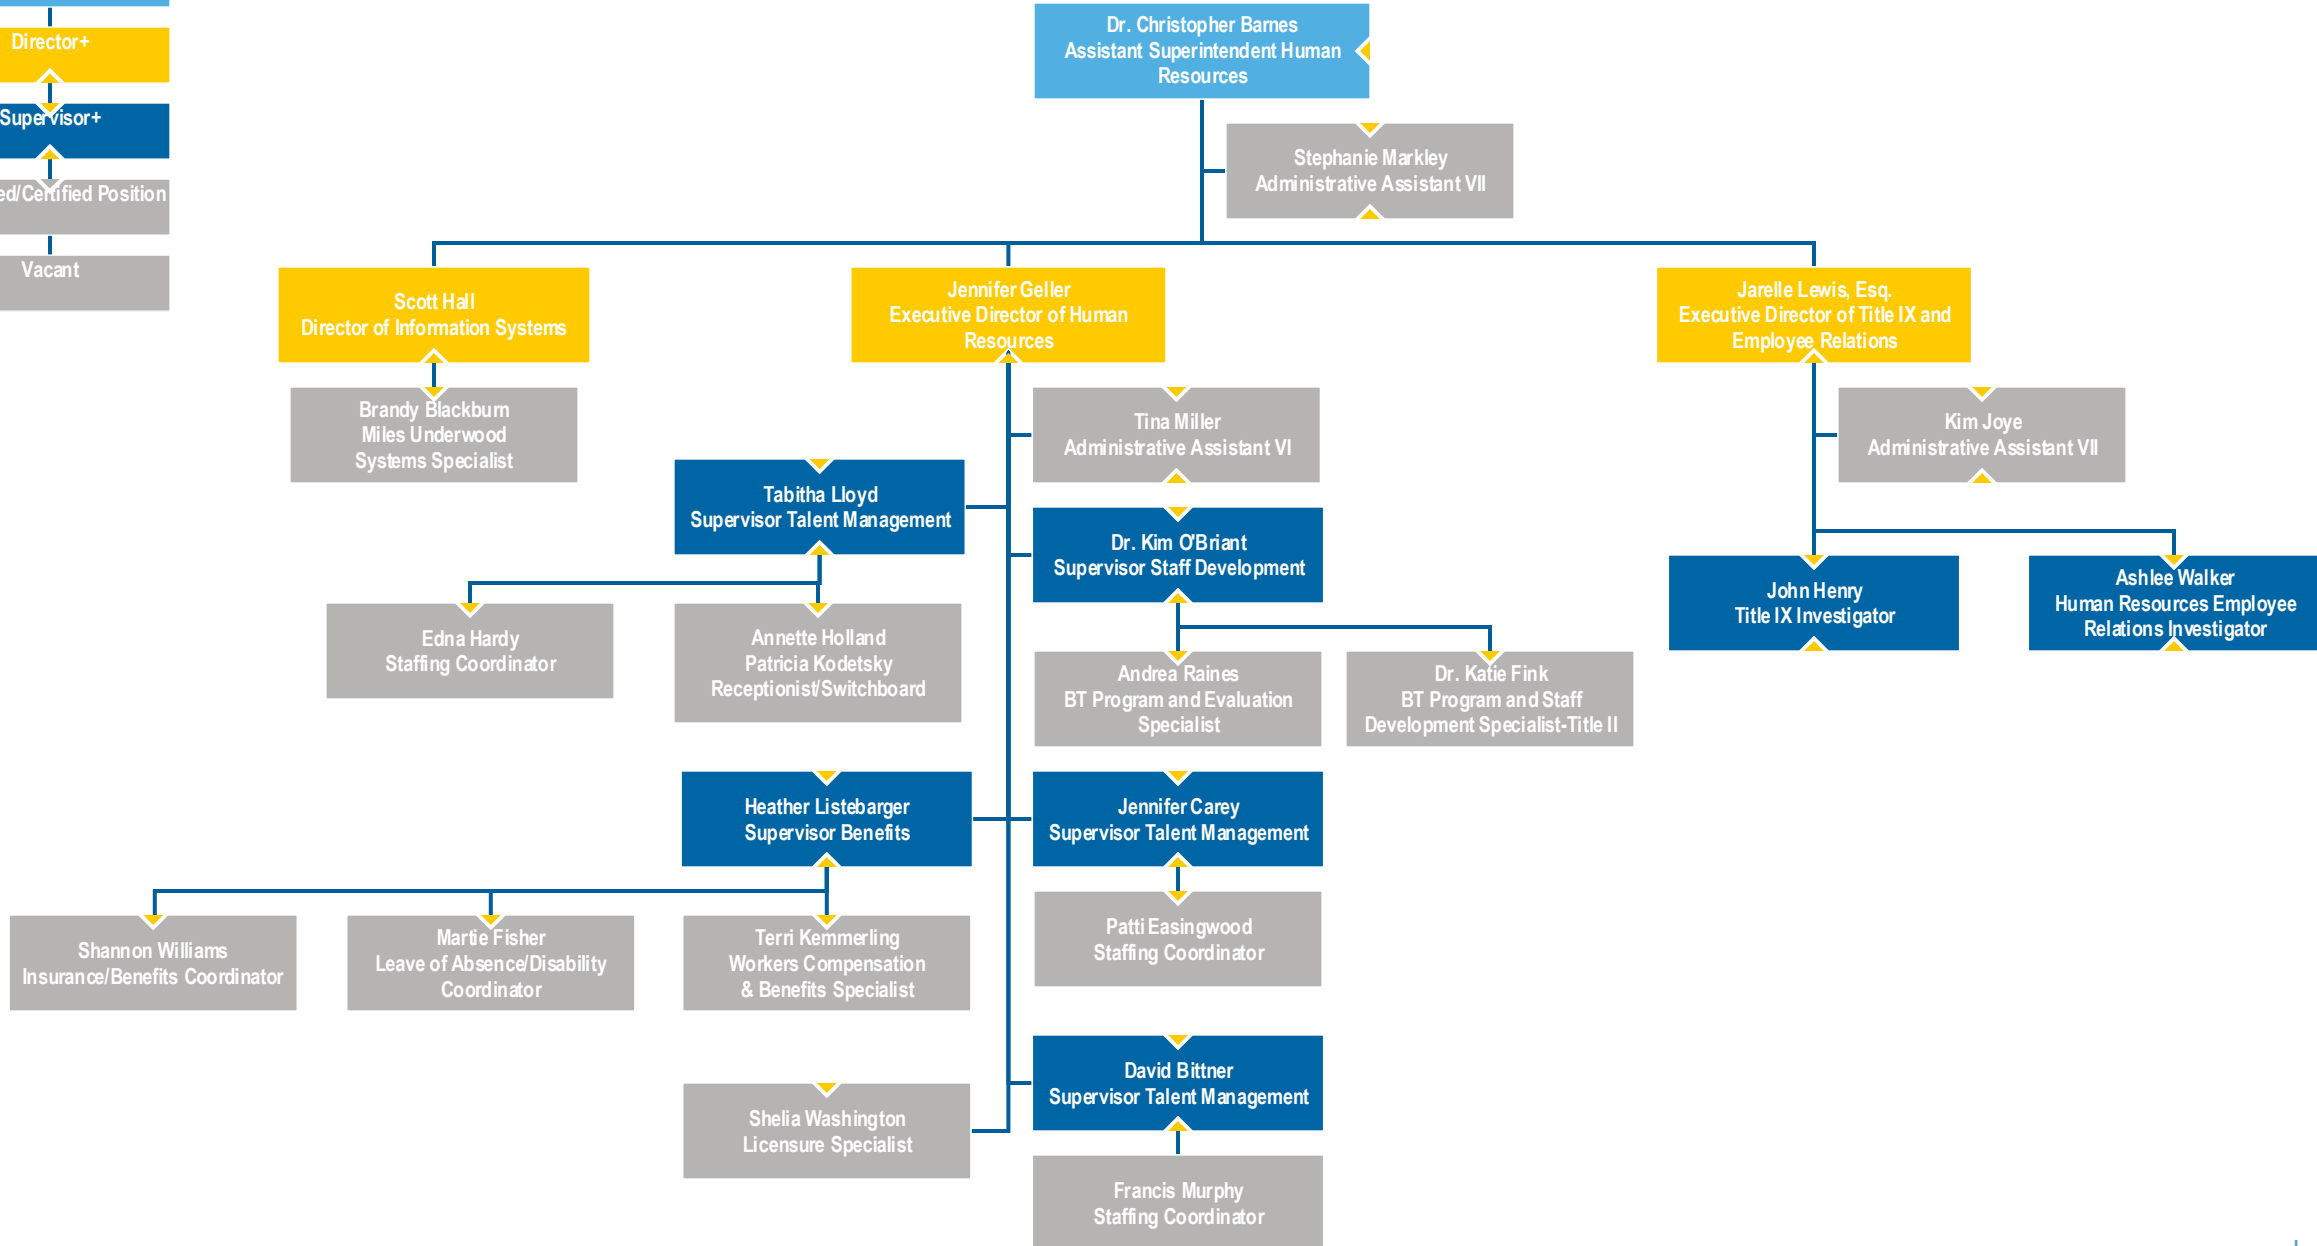 Director+
Supervisor+
ed/Certified Position
Vacant
Dr. Christopher Barnes
Assistant Superintendent Human
Resources
Stephanie Markley
Administrative Assistant VII
Scott Hall
Director of Information Systems
Jennifer Geller
Executive Director of Human
Resources
Jarelle Lewis, Esq.
Executive Director of Title IX and
Employee Relations
Brandy Blackburn
Miles Underwood
Systems Specialist
Tina Miller
Administrative Assistant VI
Kim Joye
Administrative Assistant VII
Tabitha Lloyd
Supervisor Talent Management
Dr. Kim O'Briant
Supervisor Staff Development
John Henry
Title IX Investigator
Ashlee Walker
Human Resources Employee
Relations Investigator
Edna Hardy
Staffing Coordinator
Annette Holland
Patricia Kodetsky
Receptionist/Switchboard
Andrea Raines
BT Program and Evaluation
Specialist
Dr. Katie Fink
BT Program and Staff
Development Specialist-Title II
Heather Listebarger
Supervisor Benefits
Jennifer Carey
Supervisor Talent Management
Shannon Williams
Insurance/Benefits Coordinator
Martie Fisher
Leave of Absence/Disability
Coordinator
Terri Kemmerling
Workers Compensation
& Benefits Specialist
Patti Easingwood
Staffing Coordinator
David Bittner
Supervisor Talent Management
Shelia Washington
Licensure Specialist
Francis Murphy
Staffing Coordinator